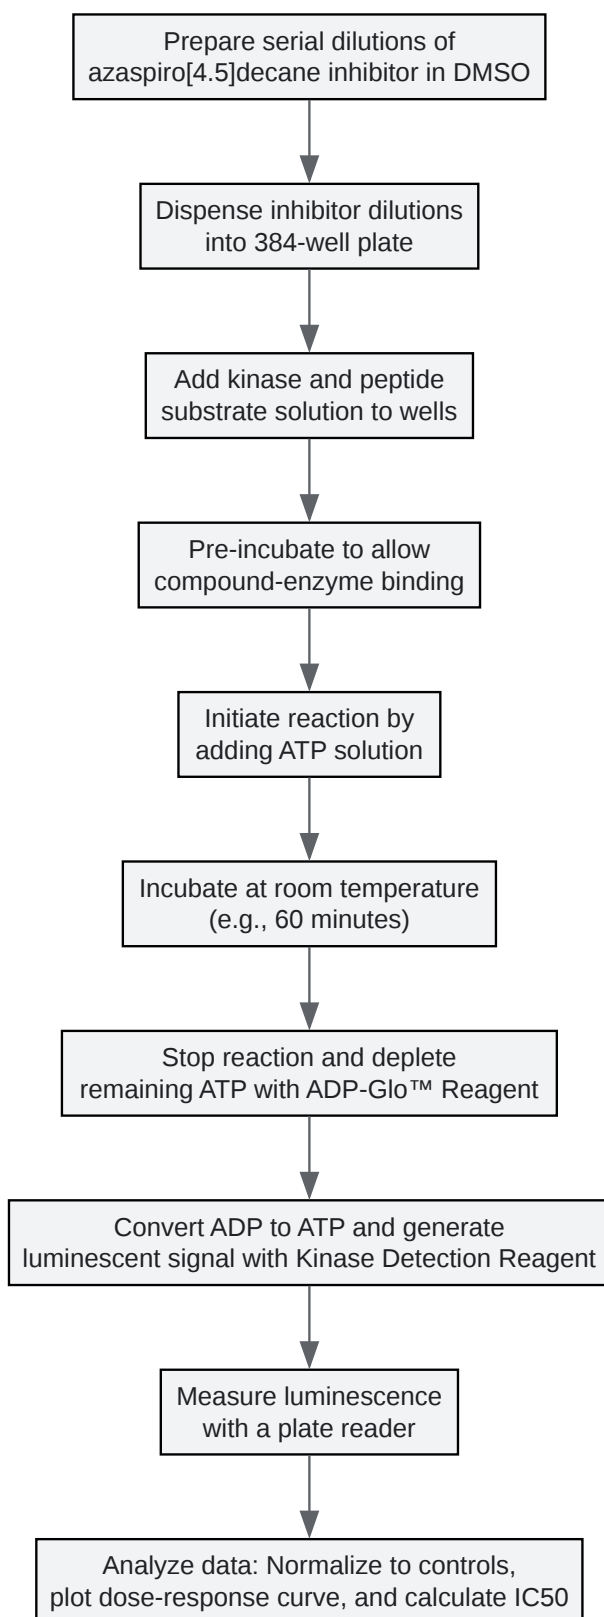 Prepare serial dilutions of
azaspiro[4.5]decane inhibitor in DMSO
Dispense inhibitor dilutions
into 384-well plate
Add kinase and peptide
substrate solution to wells
Pre-incubate to allow
compound-enzyme binding
Initiate reaction by
adding ATP solution
Incubate at room temperature
(e.g., 60 minutes)
Stop reaction and deplete
remaining ATP with ADP-Glo™ Reagent
Convert ADP to ATP and generate
luminescent signal with Kinase Detection Reagent
Measure luminescence
with a plate reader
Analyze data: Normalize to controls,
plot dose-response curve, and calculate IC50